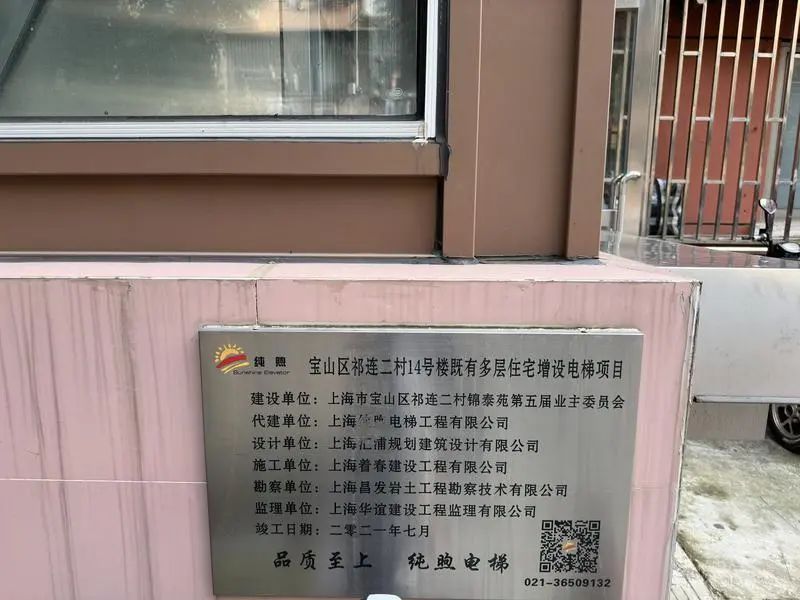 纯煦
Sunshine Elevator
宝山区祁连二村14号楼既有多层住宅增设电梯项目
建设单位：上海市宝山区祁连二村锦泰苑第五届业主委员会
代建单位：上海纯煦电梯工程有限公司
设计单位：上海汇浦规划建筑设计有限公司
施工单位：上海普春建设工程有限公司
勘察单位：上海昌发岩土工程勘察技术有限公司
监理单位：上海华谊建设工程监理有限公司
竣工日期：二零二一年七月
品质至上 纯煦电梯
021-36509132